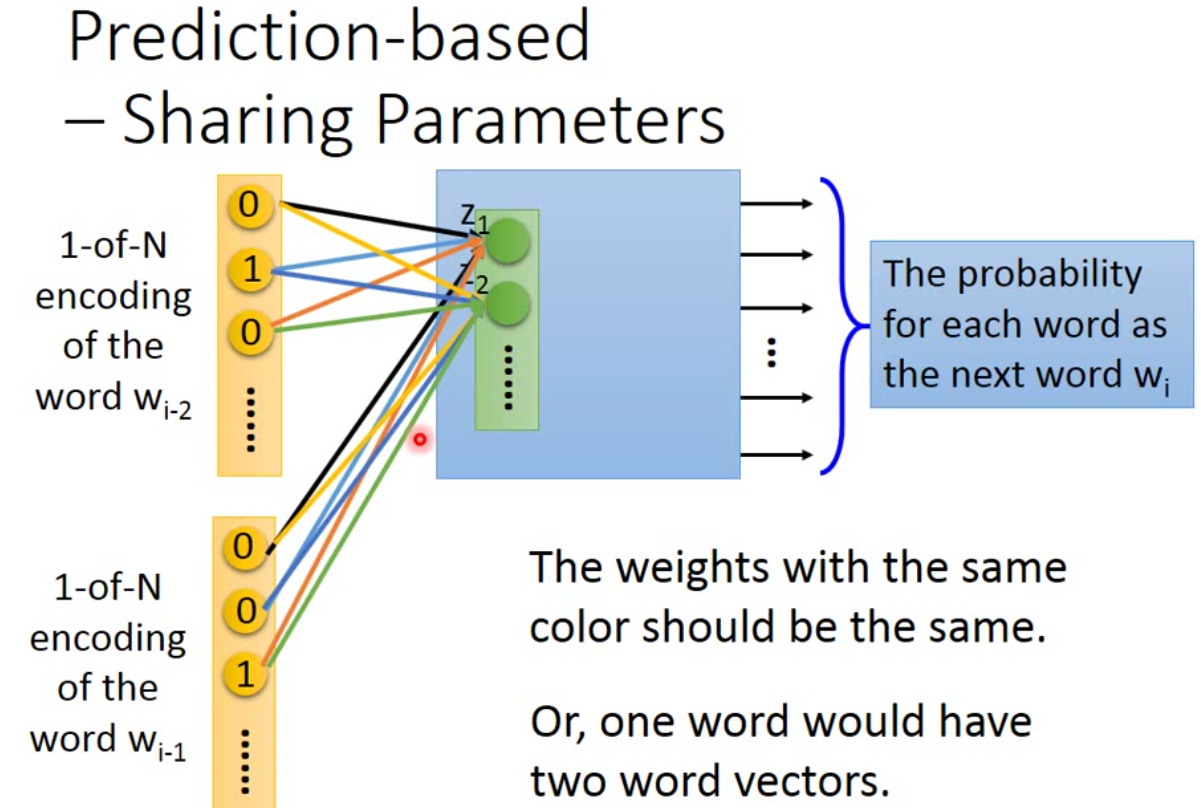 Prediction-based
– Sharing Parameters
0
1
0
......
1-of-N
encoding
of the
word wi-2
z1
z2
......
The probability
for each word as
the next word wi
0
0
1
......
1-of-N
encoding
of the
word wi-1
The weights with the same
color should be the same.
Or, one word would have
two word vectors.